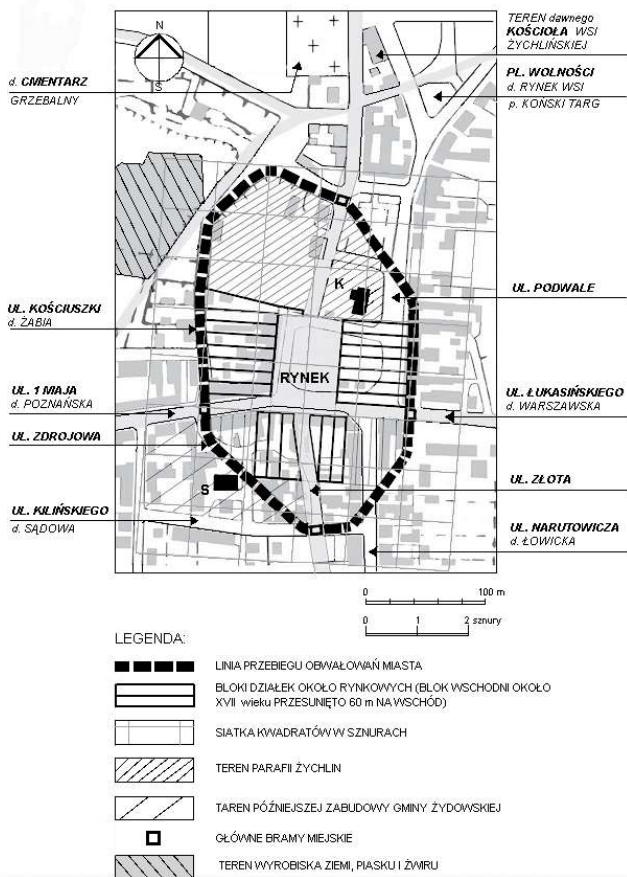 N
S
d. CMENTARZ
GRZEBALNY
TEREN dawnego
KOŚCIOŁA WSI
ŻYCHLIŃSKIEJ
PL. WOLNOŚCI
d. RYNEK WSI
p. KOŃSKI TARG
K
UL. PODWALE
UL. KOŚCIUSZKI
d. ŻABIA
RYNEK
UL. 1 MAJA
d. POZNAŃSKA
UL. ŁUKASIŃSKIEGO
d. WARSZAWSKA
UL. ZDROJOWA
S
UL. ZŁOTA
UL. KILIŃSKIEGO
d. SĄDOWA
UL. NARUTOWICZA
d. ŁOWICKA
0 100 m
0 1 2 sznury
LEGENDA:
LINIA PRZEBIEGU OBWAŁOWAŃ MIASTA
BLOKI DZIAŁEK OKOŁO RYNKOWYCH (BLOK WSCHODNI OKOŁO
XVII wieku PRZESUNIĘTO 60 m NA WSCHÓD)
SIATKA KWADRATÓW W SZNURACH
TEREN PARAFII ŻYCHLIN
TAREN PÓŹNIEJSZEJ ZABUDOWY GMINY ŻYDOWSKIEJ
GŁÓWNE BRAMY MIEJSKIE
TEREN WYROBISKA ZIEMI, PIASKU I ŻWIRU